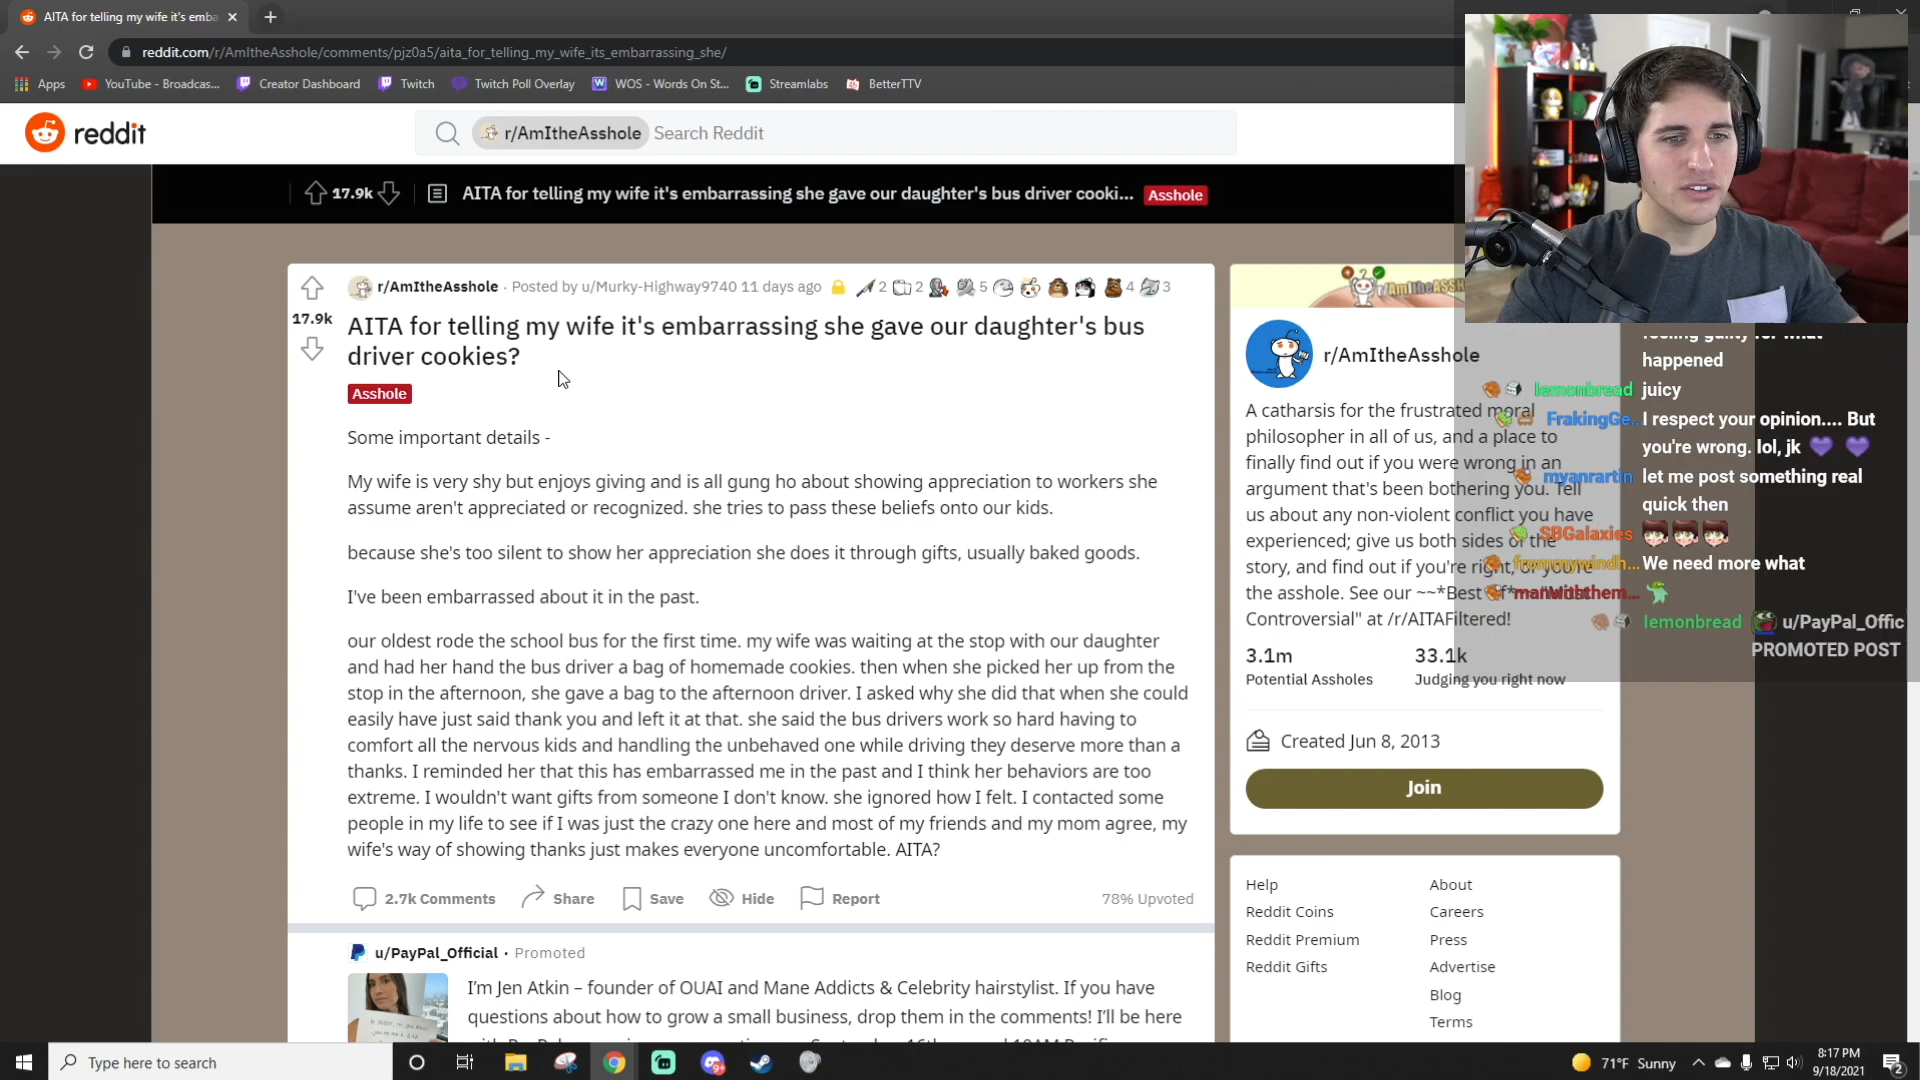 AITA for telling my wife it's emba
reddit.com/r/AmItheAsshole/comments/pjz0a5/aita_for_telling_my_wife_its_embarrassing_she/
Apps YouTube - Broadcas... Creator Dashboard Twitch Twitch Poll Overlay WOS - Words On St... Streamlabs BetterTTV
reddit r/AmItheAsshole Search Reddit
17.9k AITA for telling my wife it's embarrassing she gave our daughter's bus driver cooki... Asshole
r/AmItheAsshole · Posted by u/Murky-Highway9740 11 days ago 2 2 5 4 3
17.9k
AITA for telling my wife it's embarrassing she gave our daughter's bus
driver cookies?
Asshole
Some important details -
My wife is very shy but enjoys giving and is all gung ho about showing appreciation to workers she
assume aren't appreciated or recognized. she tries to pass these beliefs onto our kids.
because she's too silent to show her appreciation she does it through gifts, usually baked goods.
I've been embarrassed about it in the past.
our oldest rode the school bus for the first time. my wife was waiting at the stop with our daughter
and had her hand the bus driver a bag of homemade cookies. then when she picked her up from the
stop in the afternoon, she gave a bag to the afternoon driver. I asked why she did that when she could
easily have just said thank you and left it at that. she said the bus drivers work so hard having to
comfort all the nervous kids and handling the unbehaved one while driving they deserve more than a
thanks. I reminded her that this has embarrassed me in the past and I think her behaviors are too
extreme. I wouldn't want gifts from someone I don't know. she ignored how I felt. I contacted some
people in my life to see if I was just the crazy one here and most of my friends and my mom agree, my
wife's way of showing thanks just makes everyone uncomfortable. AITA?
2.7k Comments Share Save Hide Report 78% Upvoted
u/PayPal_Official · Promoted
I'm Jen Atkin – founder of OUAI and Mane Addicts & Celebrity hairstylist. If you have
questions about how to grow a small business, drop them in the comments! I'll be here
r/AmItheAsshole
A catharsis for the frustrated moral
philosopher in all of us, and a place to
finally find out if you were wrong in an
argument that's been bothering you. Tell
us about any non-violent conflict you have
experienced; give us both sides of the
story, and find out if you're right, or you're
the asshole. See our ~~*Best
Controversial" at /r/AITAFiltered!
3.1m 33.1k
Potential Assholes Judging you right now
Created Jun 8, 2013
Join
Help About
Reddit Coins Careers
Reddit Premium Press
Reddit Gifts Advertise
Blog
Terms
feeling guilty for what
happened
lemonbread juicy
FrakingGe... I respect your opinion.... But
you're wrong. lol, jk
myanrartin let me post something real
quick then
SBGalaxies
frommywindh... We need more what
manwiththem...
lemonbread u/PayPal_Offic
PROMOTED POST
Type here to search
71°F Sunny
8:17 PM
9/18/2021
2